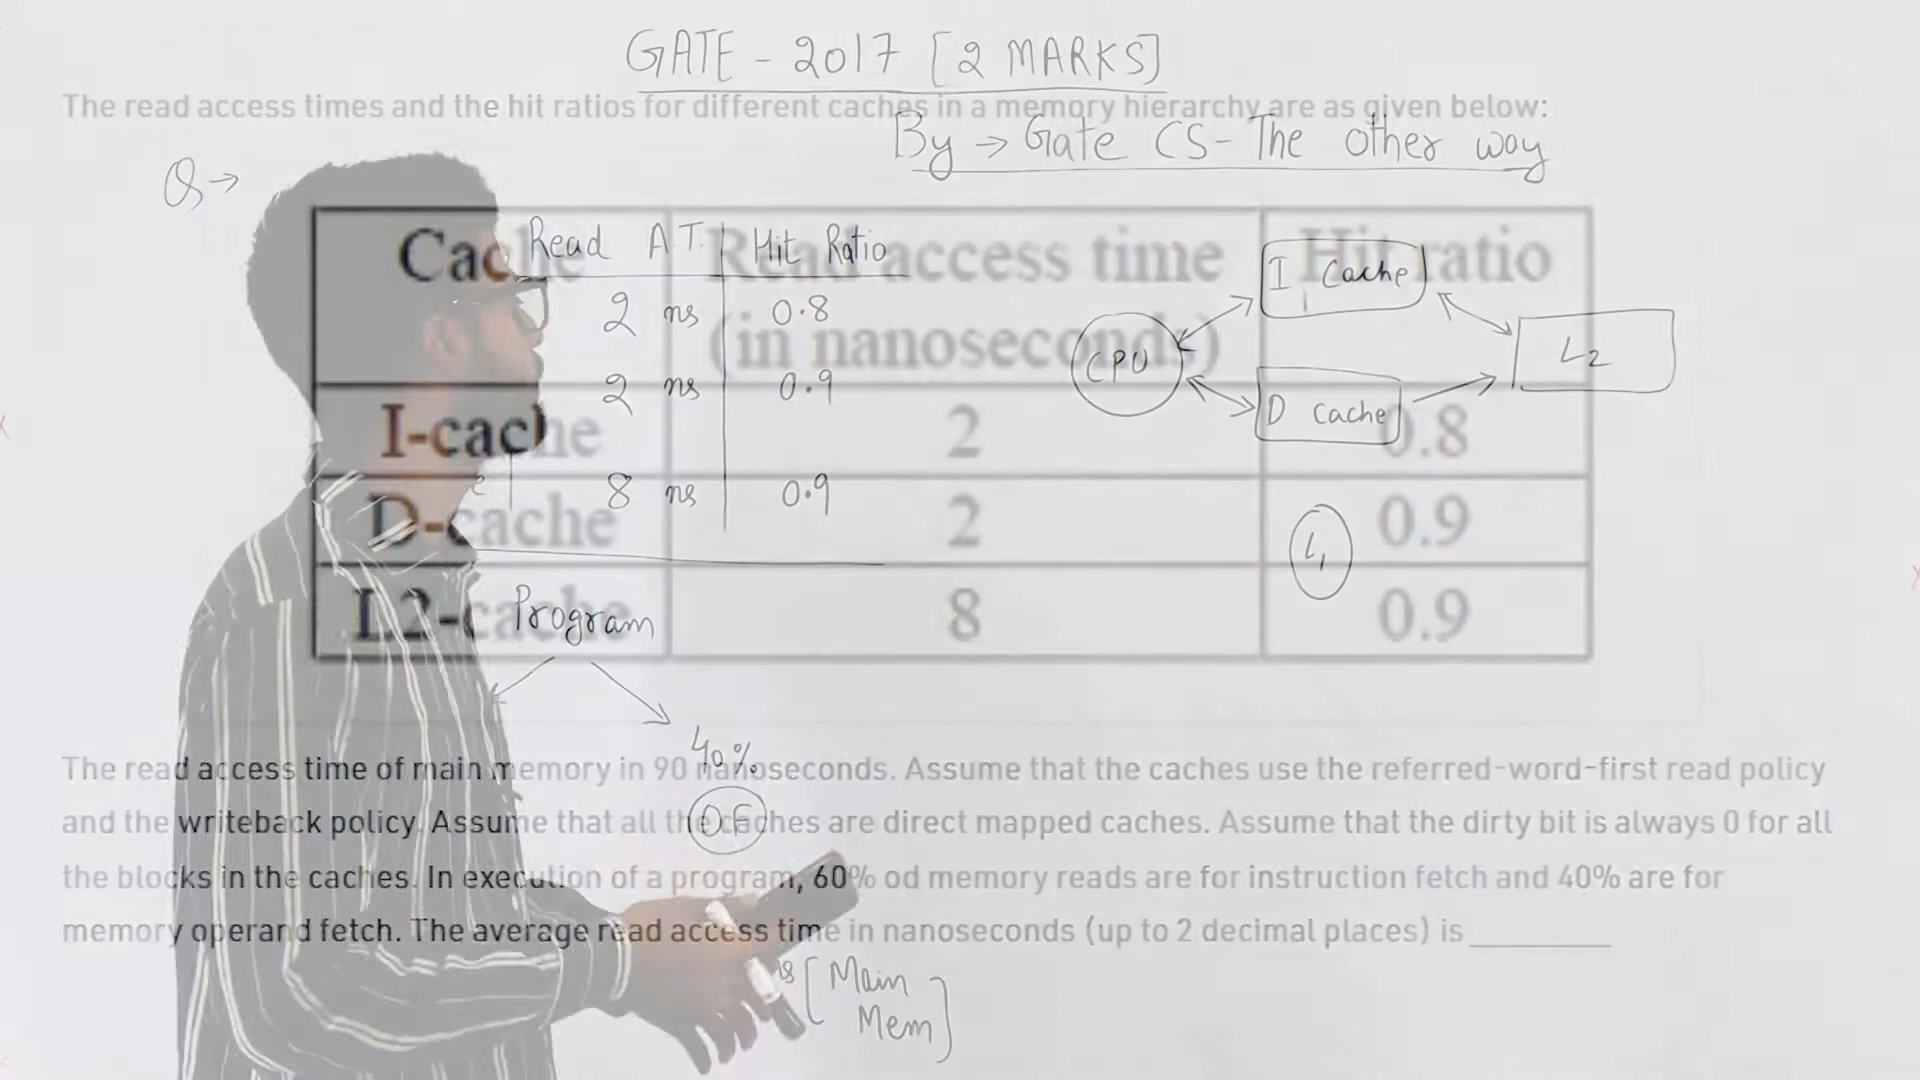 GATE - 2017 [2 MARKS]
The read access times and the hit ratios for different caches in a memory hierarchy are as given below:
By → Gate CS - The other way
Q →
Cache Read access time (in nanoseconds) Hit ratio
I-cache 2 0.8
D-cache 2 0.9
L2-cache 8 0.9
Read A.T. Hit Ratio
2 ns 0.8
2 ns 0.9
8 ns 0.9
CPU
I Cache
D Cache
L2
L1
Program
40%
OF
The read access time of main memory in 90 nanoseconds. Assume that the caches use the referred-word-first read policy
and the writeback policy. Assume that all the caches are direct mapped caches. Assume that the dirty bit is always 0 for all
the blocks in the caches. In execution of a program, 60% od memory reads are for instruction fetch and 40% are for
memory operand fetch. The average read access time in nanoseconds (up to 2 decimal places) is ________
[Main
Mem]